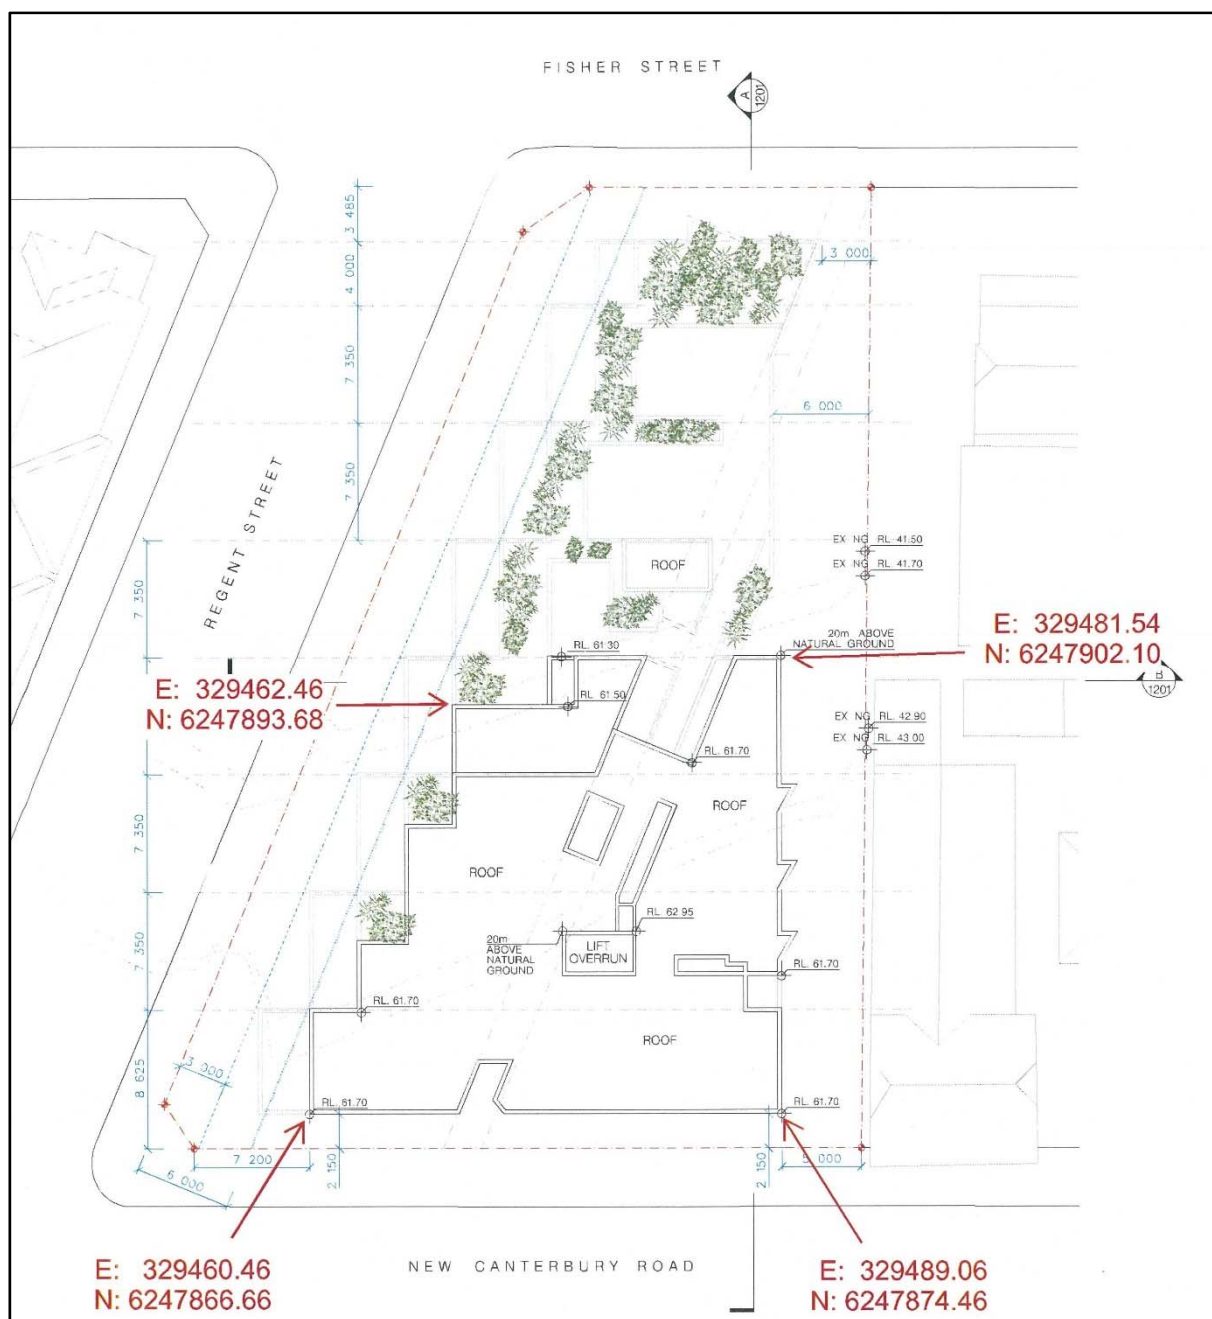 FISHER STREET
A
1201
3 485
4 000
3 000
7 350
6 000
7 350
REGENT STREET
7 350
EX NG RL 41.50
EX NG RL 41.70
ROOF
20m ABOVE
NATURAL GROUND
E: 329481.54
N: 6247902.10
B
1201
RL. 61.30
E: 329462.46
N: 6247893.68
RL 61.50
EX NG RL 42.90
EX NG RL 43.00
RL. 61.70
ROOF
7 350
ROOF
7 350
RL 62.95
20m
ABOVE
NATURAL
GROUND
LIFT
OVERRUN
RL. 61.70
RL. 61.70
ROOF
8 625
3 000
RL. 61.70
RL. 61.70
7 200
2 150
2 150
5 000
6 000
NEW CANTERBURY ROAD
E: 329460.46
N: 6247866.66
E: 329489.06
N: 6247874.46